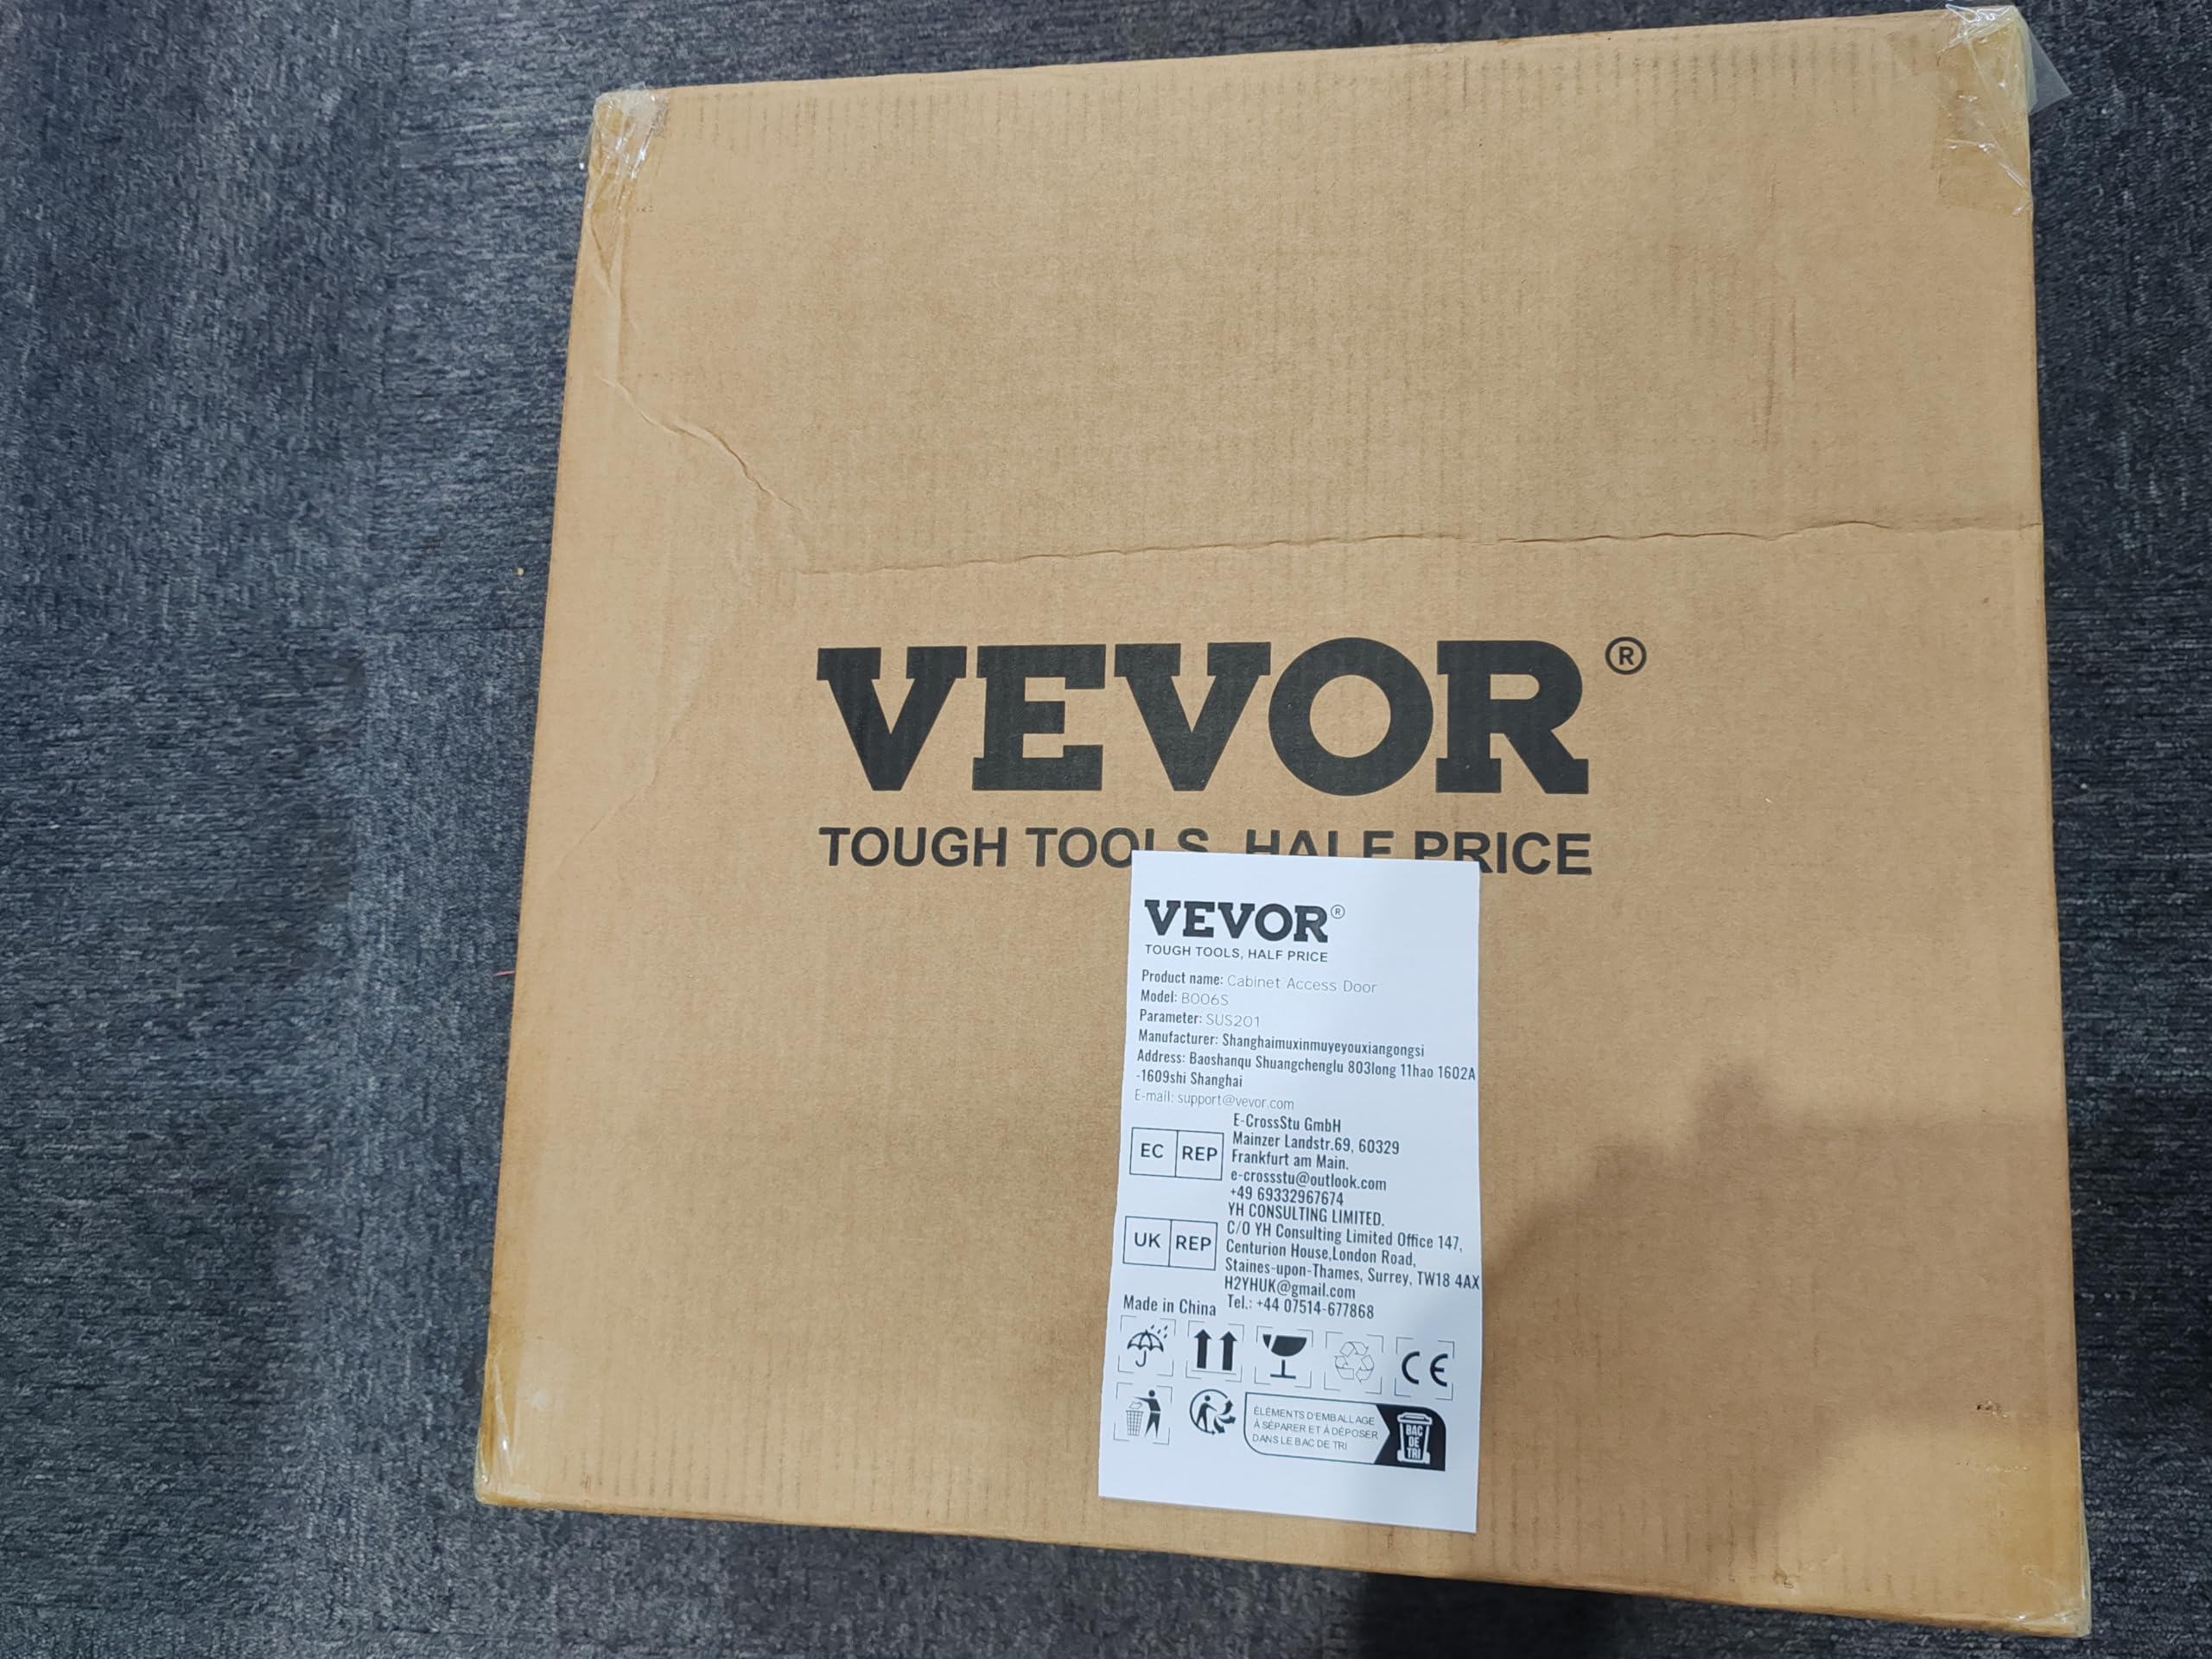 VEVOR®
TOUGH TOOLS, HALF PRICE
VEVOR®
TOUGH TOOLS, HALF PRICE
Product name: Cabinet Access Door
Model: B006S
Parameter: SUS201
Manufacturer: Shanghaimuxinmuyeyouxiangongsi
Address: Baoshanqu Shuangchenglu 803long 11hao 1602A
-1609shi Shanghai
E-mail: support@vevor.com
EC REP
E-CrossStu GmbH
Mainzer Landstr.69, 60329
Frankfurt am Main.
e-crossstu@outlook.com
+49 69332967674
UK REP
YH CONSULTING LIMITED.
C/O YH Consulting Limited Office 147,
Centurion House,London Road,
Staines-upon-Thames, Surrey, TW18 4AX
H2YHUK@gmail.com
Tel.: +44 07514-677868
Made in China
CE
ÉLÉMENTS D'EMBALLAGE
À SÉPARER ET À DÉPOSER
DANS LE BAC DE TRI
BAC
DE
TRI